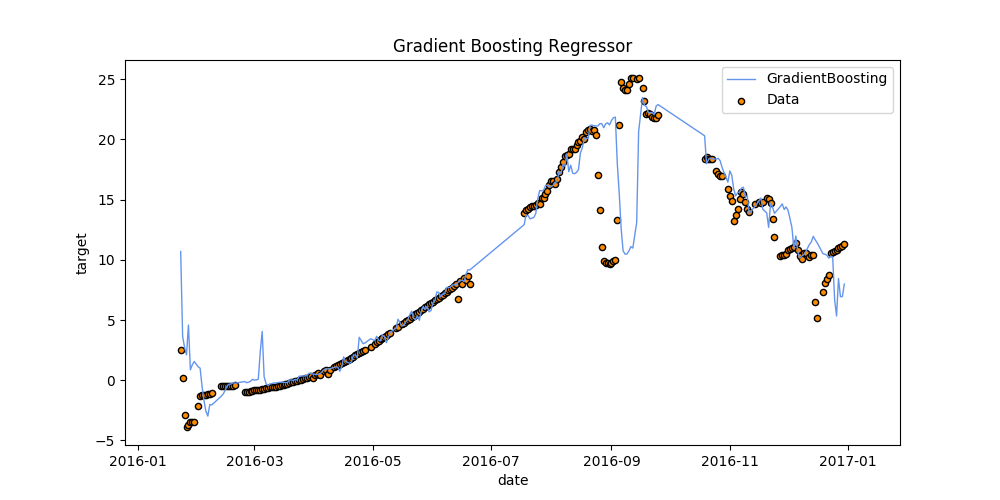 Gradient Boosting Regressor
GradientBoosting
Data
target
25
20
15
10
5
0
−5
2016-01
2016-03
2016-05
2016-07
2016-09
2016-11
2017-01
date